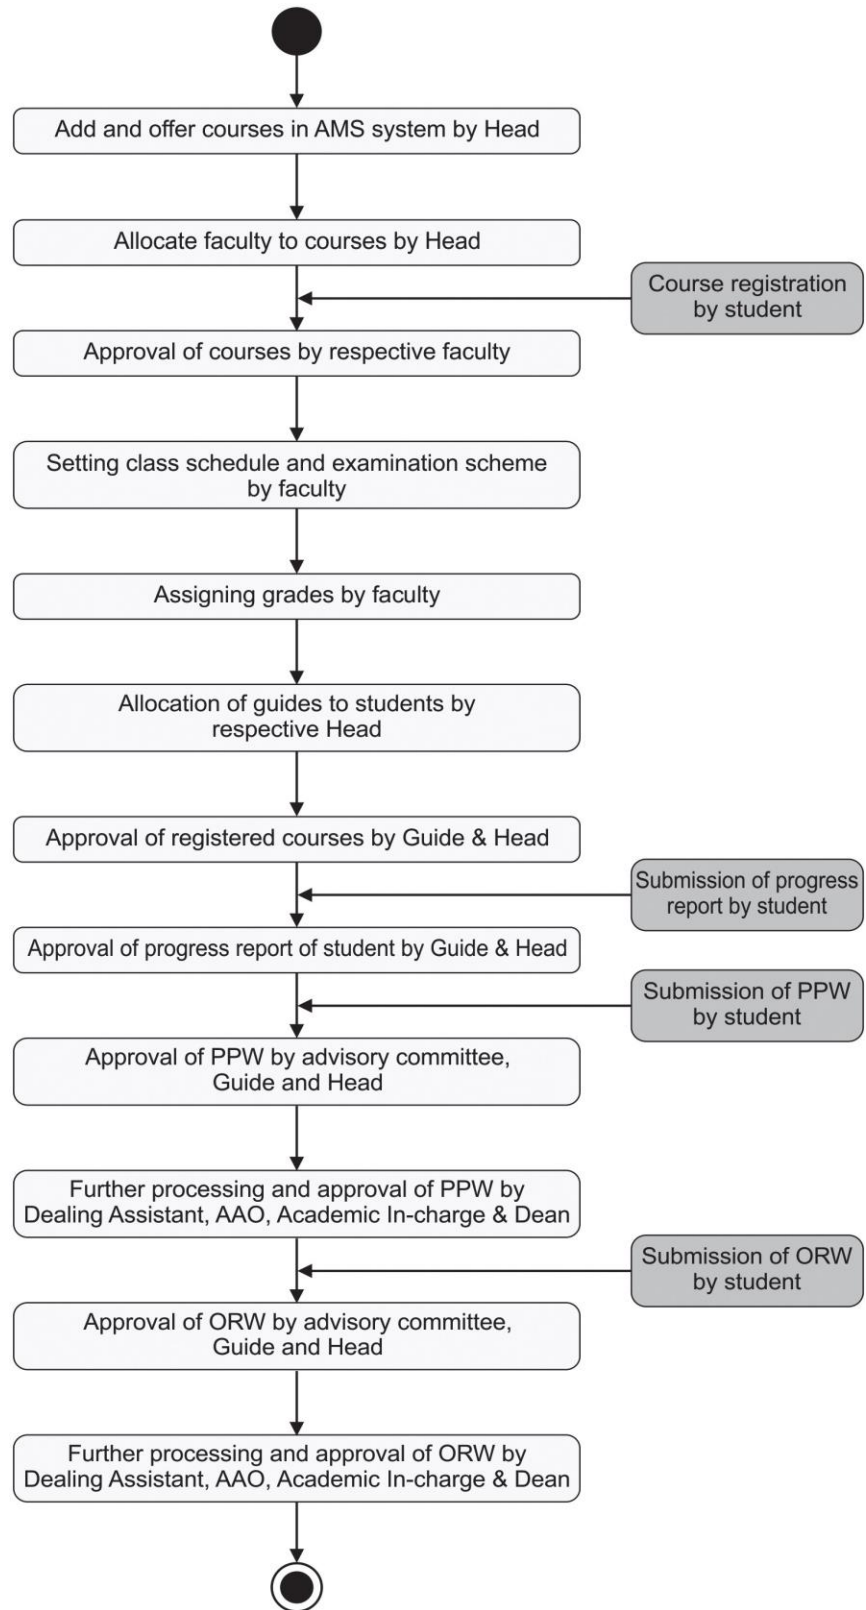 Add and offer courses in AMS system by Head
Allocate faculty to courses by Head
Course registration
by student
Approval of courses by respective faculty
Setting class schedule and examination scheme
by faculty
Assigning grades by faculty
Allocation of guides to students by
respective Head
Approval of registered courses by Guide & Head
Submission of progress
report by student
Approval of progress report of student by Guide & Head
Submission of PPW
by student
Approval of PPW by advisory committee,
Guide and Head
Further processing and approval of PPW by
Dealing Assistant, AAO, Academic In-charge & Dean
Submission of ORW
by student
Approval of ORW by advisory committee,
Guide and Head
Further processing and approval of ORW by
Dealing Assistant, AAO, Academic In-charge & Dean